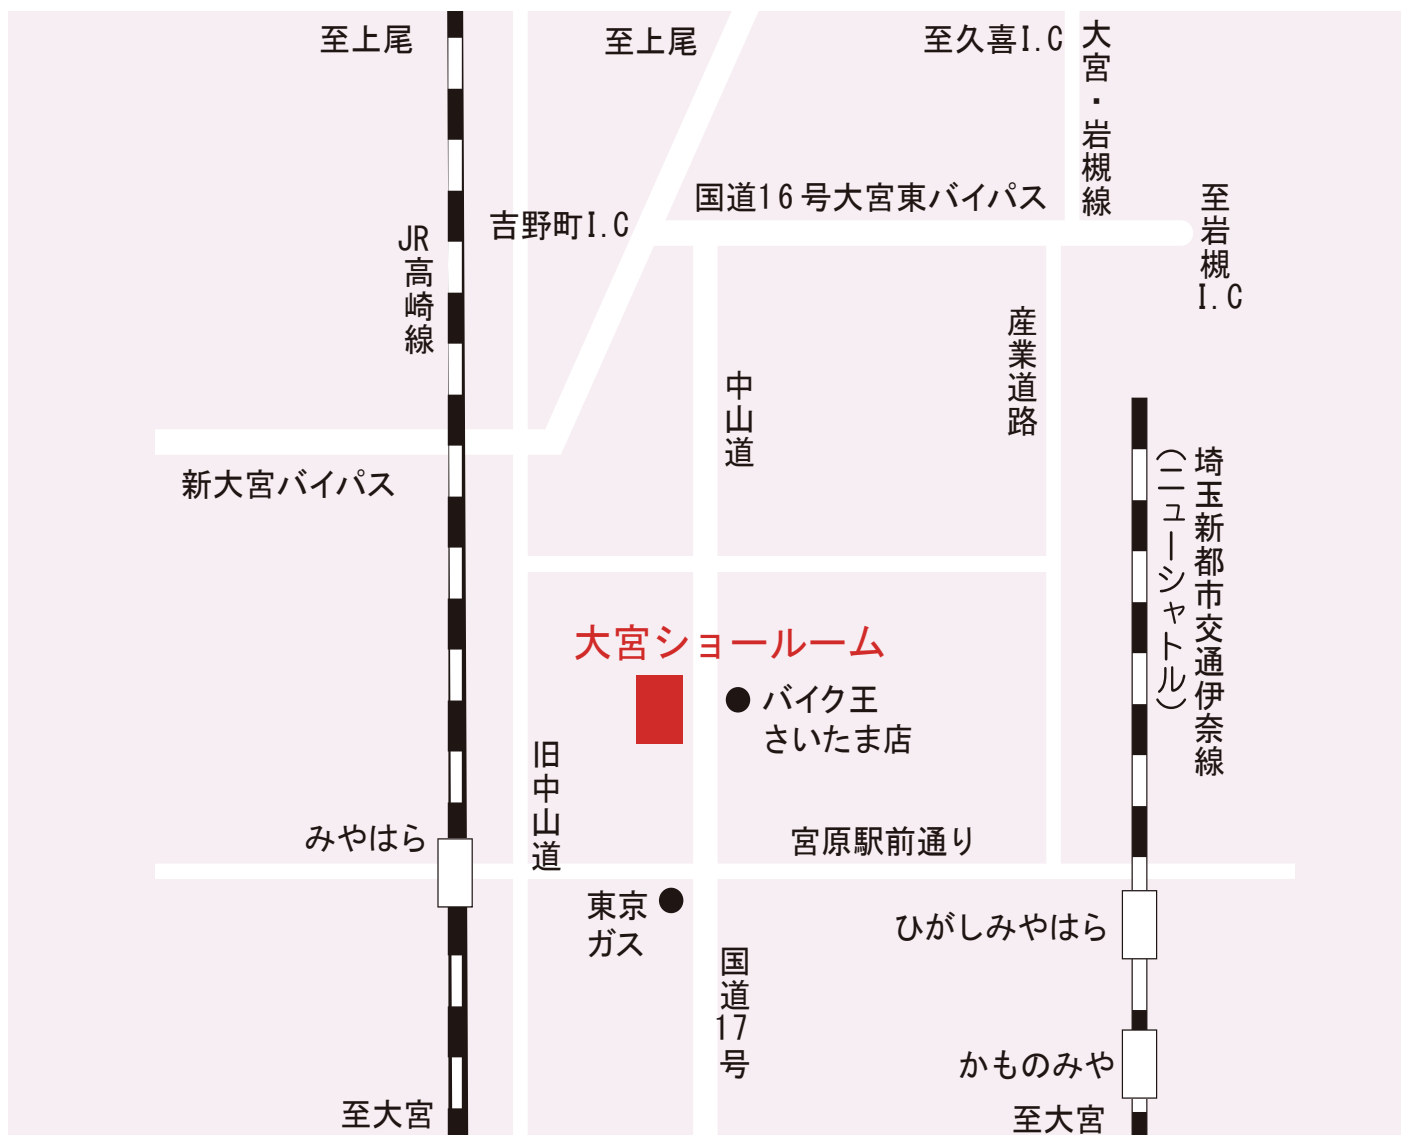 至上尾
至上尾
至久喜I.C
大宮・岩槻線
国道16号大宮東バイパス
至岩槻I.C
吉野町I.C
JR高崎線
産業道路
中山道
新大宮バイパス
埼玉新都市交通伊奈線
(ニューシャトル)
大宮ショールーム
バイク王
さいたま店
旧中山道
みやはら
宮原駅前通り
東京
ガス
ひがしみやはら
国道17号
かものみや
至大宮
至大宮